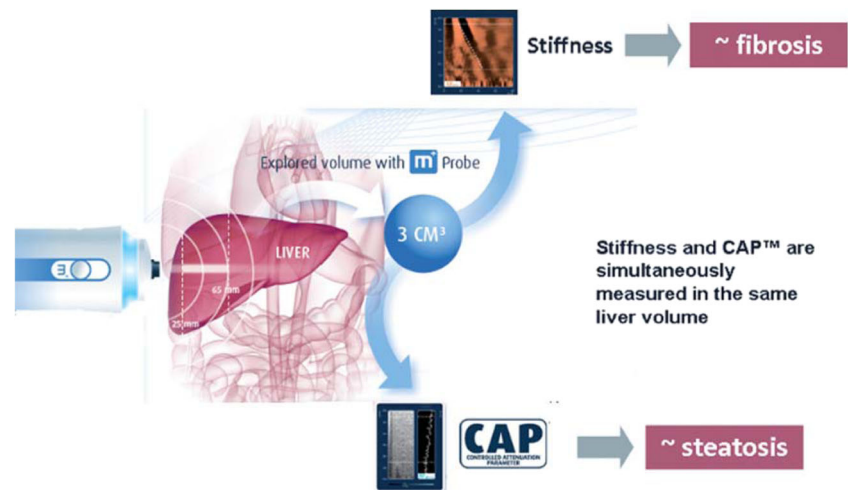 Stiffness
~ fibrosis
Explored volume with m+ Probe
3 CM³
LIVER
65 mm
25 mm
Stiffness and CAP™ are
simultaneously
measured in the same
liver volume
CAP
CONTROLLED ATTENUATION
PARAMETER
~ steatosis